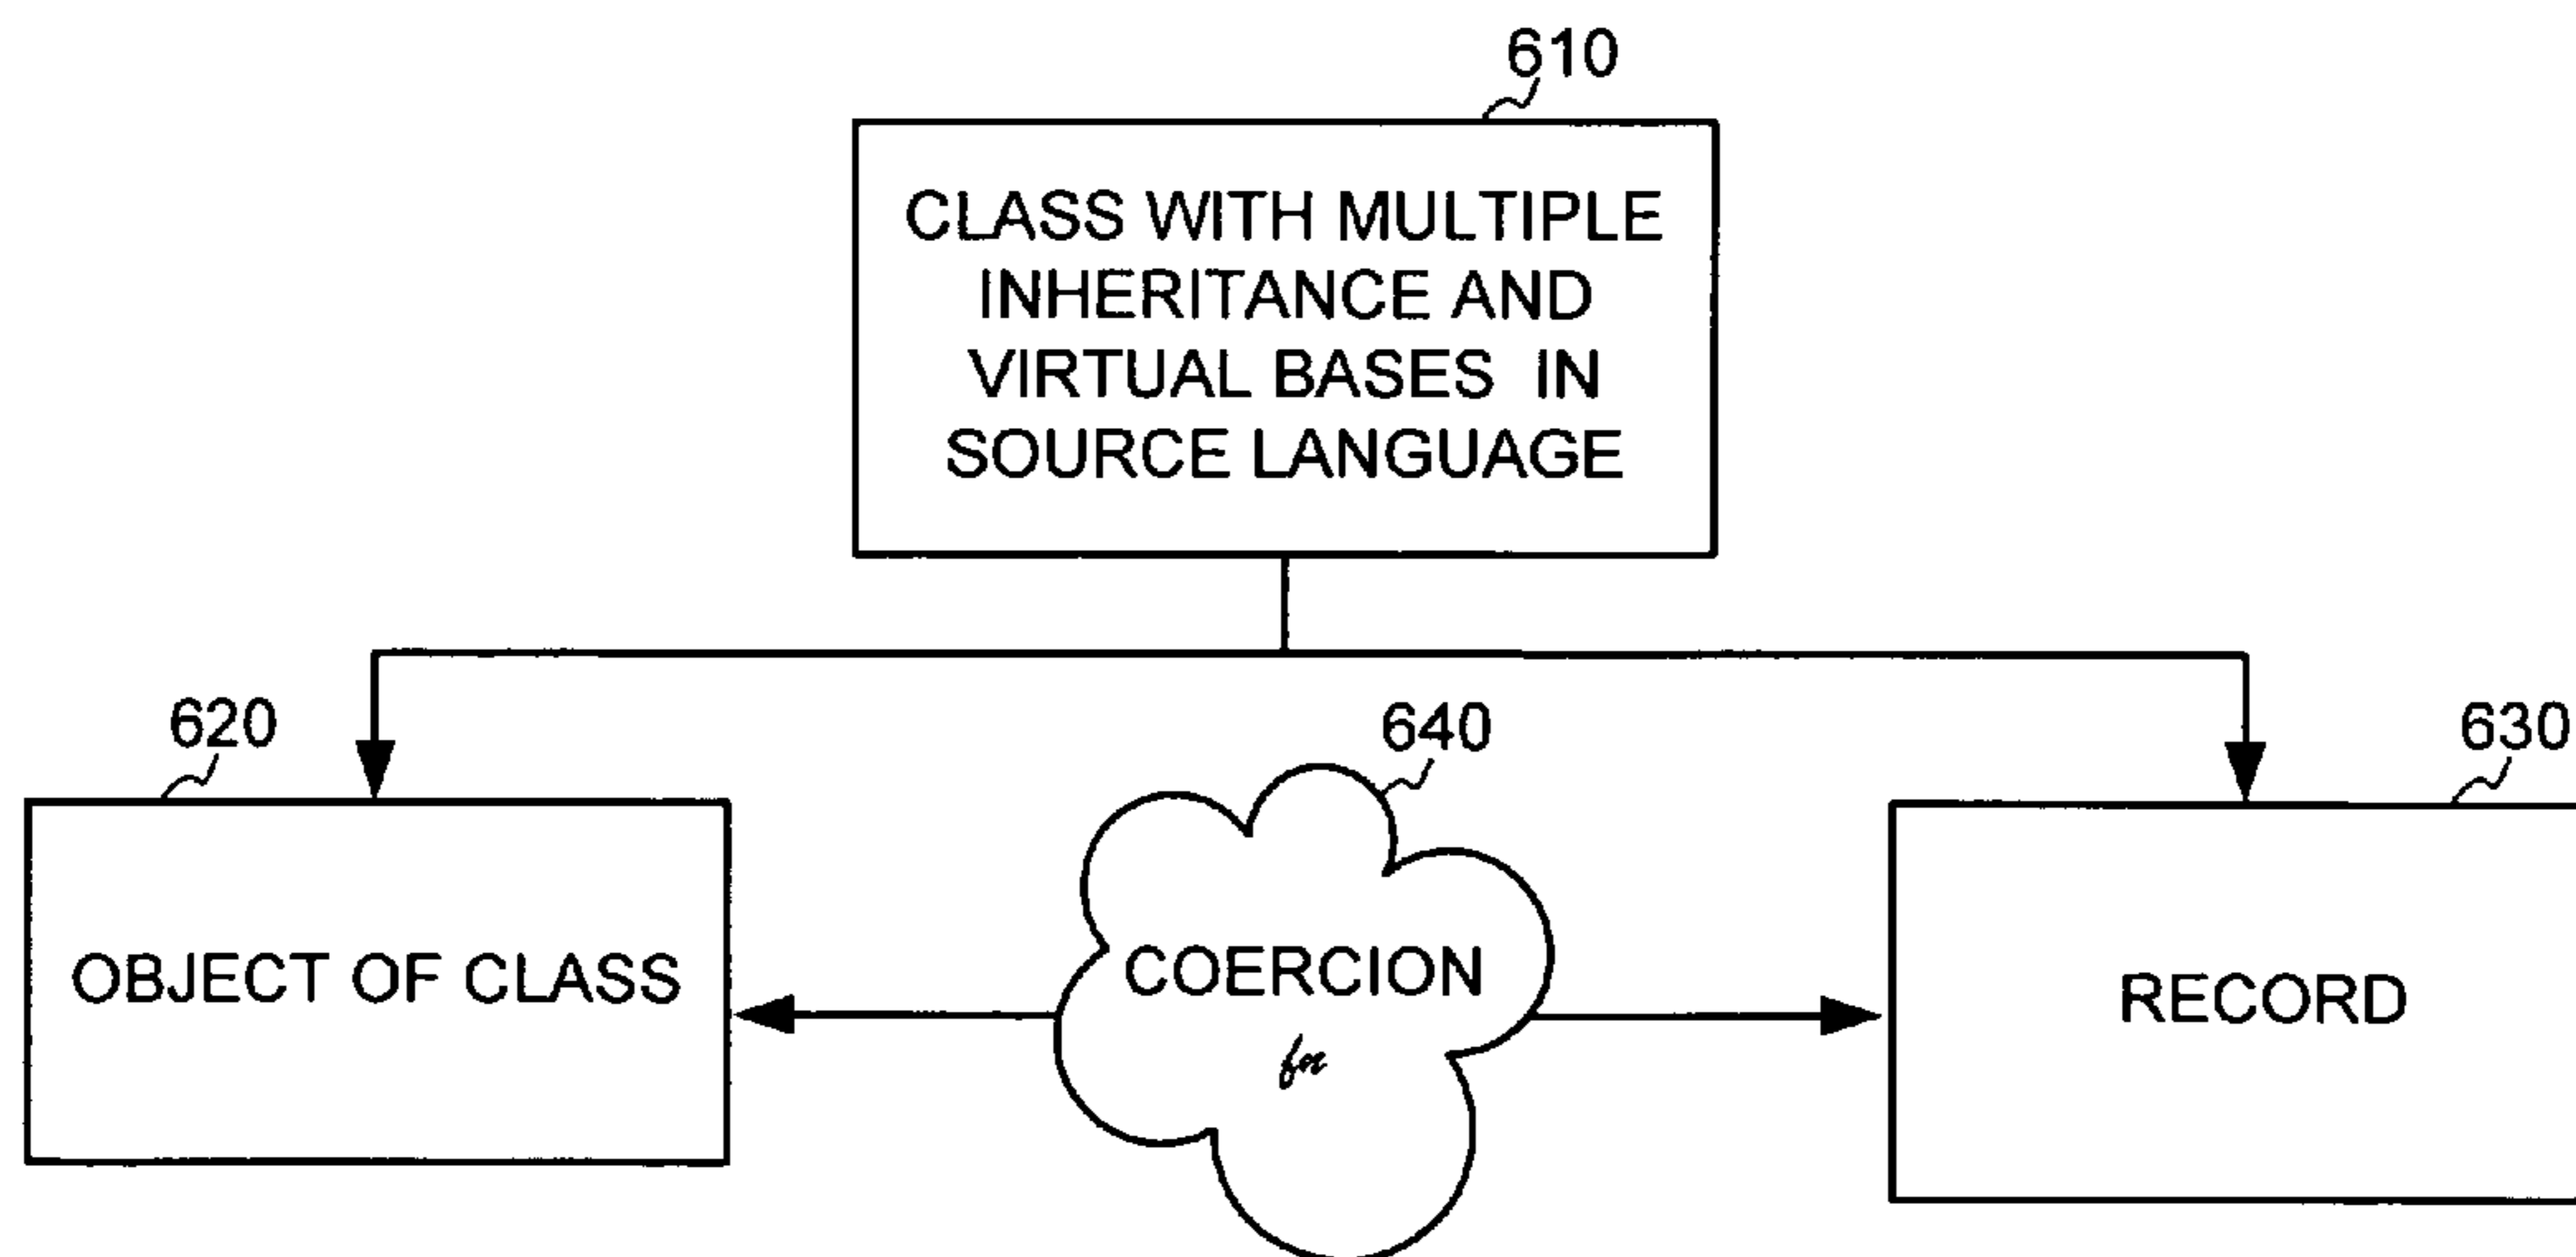 610
CLASS WITH MULTIPLE
INHERITANCE AND
VIRTUAL BASES IN
SOURCE LANGUAGE
620
640
630
OBJECT OF CLASS
COERCION
fn
RECORD